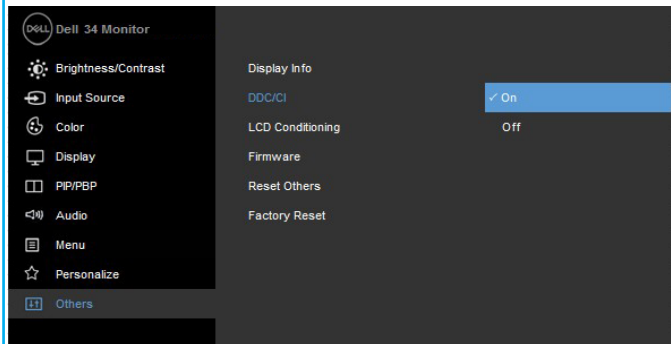 DELL Dell 34 Monitor
Brightness/Contrast
Input Source
Color
Display
PIP/PBP
Audio
Menu
Personalize
Others
Display Info
DDC/CI
LCD Conditioning
Firmware
Reset Others
Factory Reset
✓ On
Off